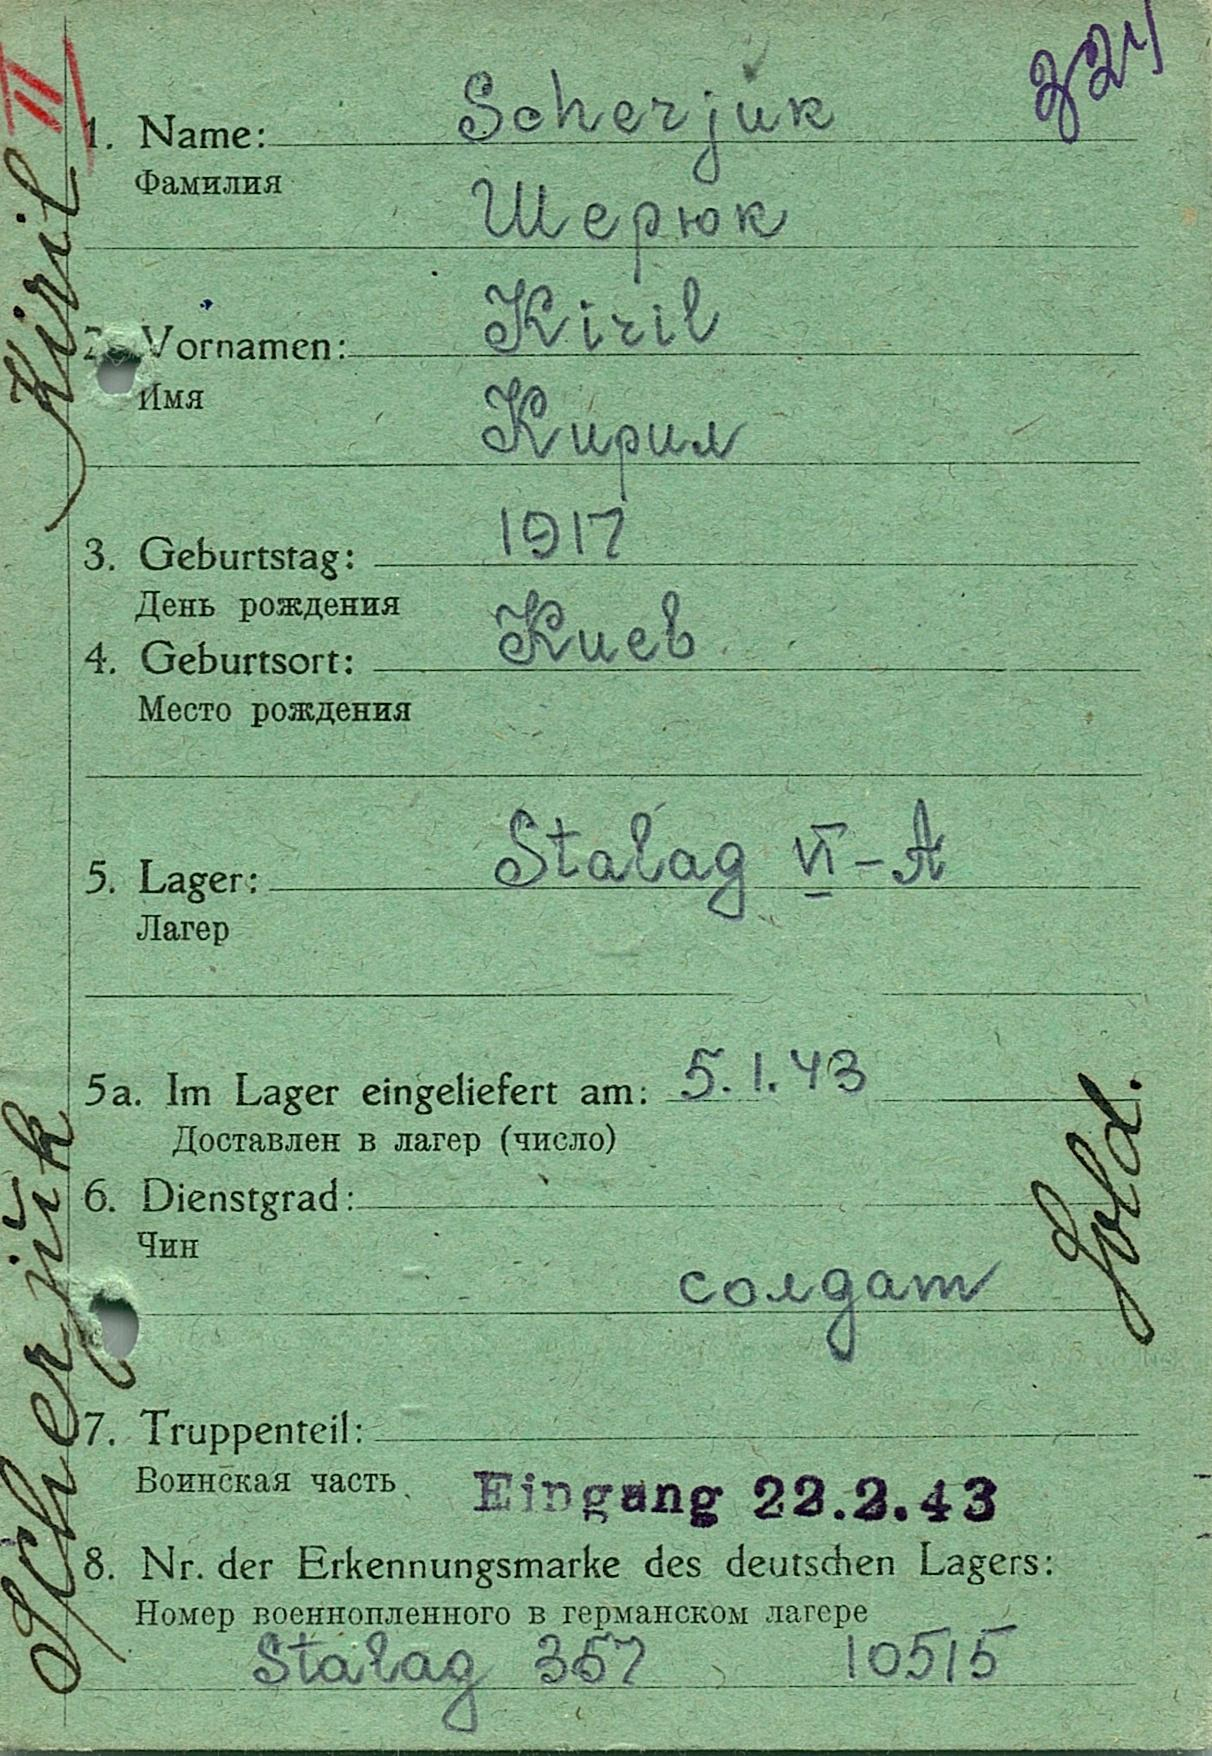 II
324
1. Name: Scherjuk
Фамилия
Шерюк
2. Vornamen: Kiril
Имя
Кирил
3. Geburtstag: 1917
День рождения
4. Geburtsort: Киев
Место рождения
5. Lager: Stalag VI-A
Лагер
5a. Im Lager eingeliefert am: 5.1.43
Доставлен в лагер (число)
6. Dienstgrad:
Чин
солдат
Sold.
7. Truppenteil:
Воинская часть
Eingang 22.2.43
8. Nr. der Erkennungsmarke des deutschen Lagers:
Номер военнопленного в германском лагере
Stalag 357 10515
Scherjŭk Kiril